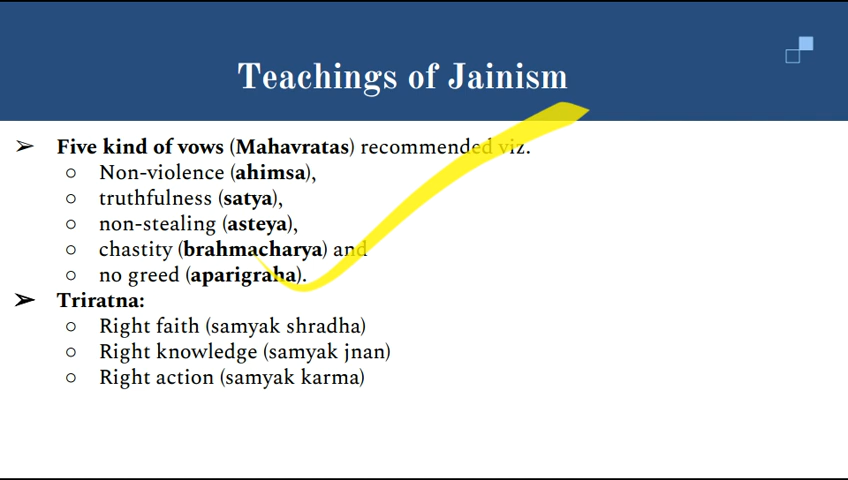 Teachings of Jainism
➢ Five kind of vows (Mahavratas) recommended viz.
○ Non-violence (ahimsa),
○ truthfulness (satya),
○ non-stealing (asteya),
○ chastity (brahmacharya) and
○ no greed (aparigraha).
➢ Triratna:
○ Right faith (samyak shradha)
○ Right knowledge (samyak jnan)
○ Right action (samyak karma)